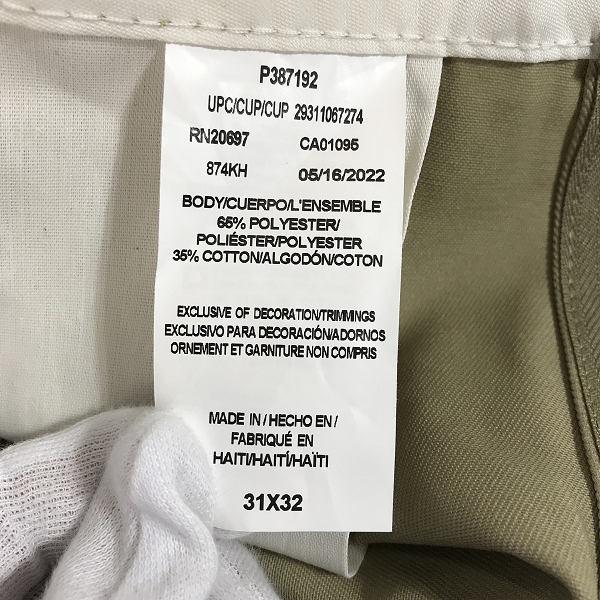 P387192
UPC/CUP/CUP 29311067274
RN20697 CA01095
874KH 05/16/2022
BODY/CUERPO/L'ENSEMBLE
65% POLYESTER/
POLIÉSTER/POLYESTER
35% COTTON/ALGODÓN/COTON
EXCLUSIVE OF DECORATION/TRIMMINGS
EXCLUSIVO PARA DECORACIÓN/ADORNOS
ORNEMENT ET GARNITURE NON COMPRIS
MADE IN / HECHO EN /
FABRIQUÉ EN
HAITI/HAITÍ/HAÏTI
31X32